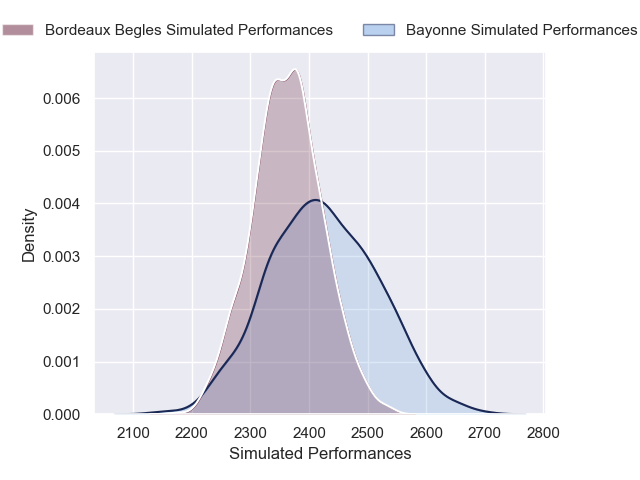 Bordeaux Begles Simulated Performances
Bayonne Simulated Performances
0.006
0.005
0.004
0.003
0.002
0.001
0.000
Density
2100 2200 2300 2400 2500 2600 2700 2800
Simulated Performances